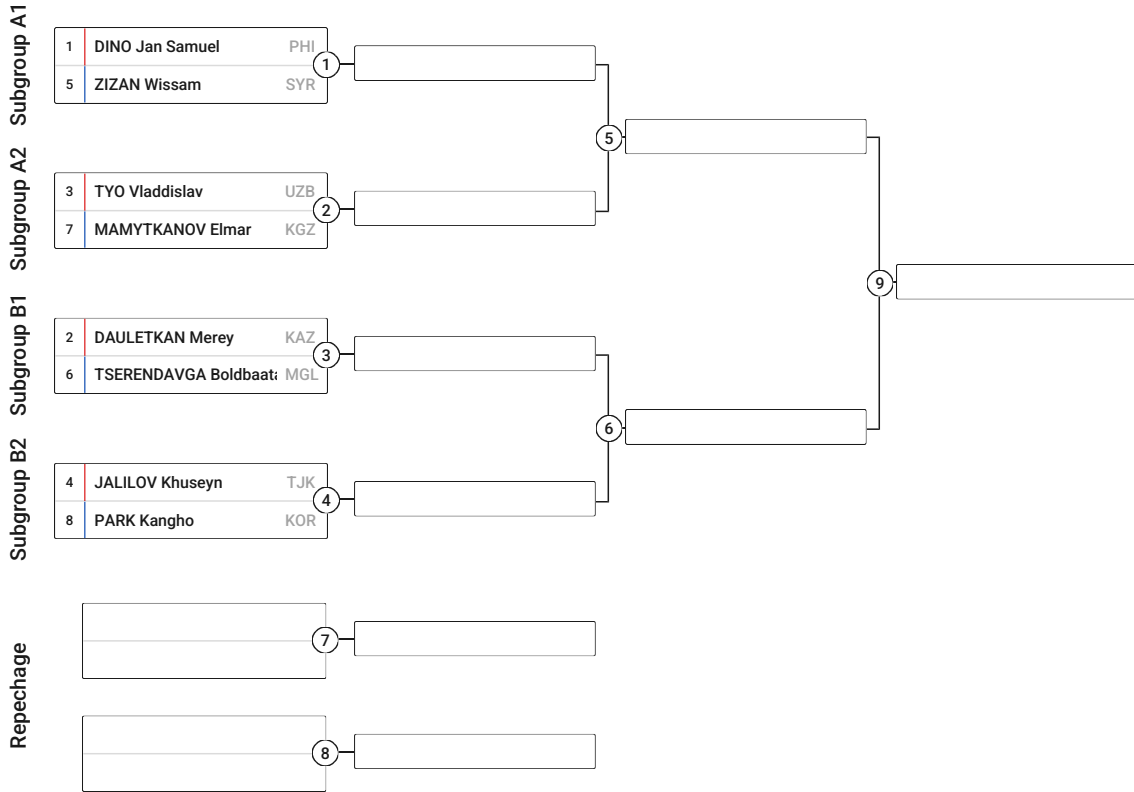 Subgroup A1
1 DINO Jan Samuel PHI
5 ZIZAN Wissam SYR
1
Subgroup A2
3 TYO Vladdislav UZB
7 MAMYTKANOV Elmar KGZ
2
5
Subgroup B1
2 DAULETKAN Merey KAZ
6 TSERENDAVGA Boldbaata MGL
3
9
Subgroup B2
4 JALILOV Khuseyn TJK
8 PARK Kangho KOR
4
6
Repechage
7
8